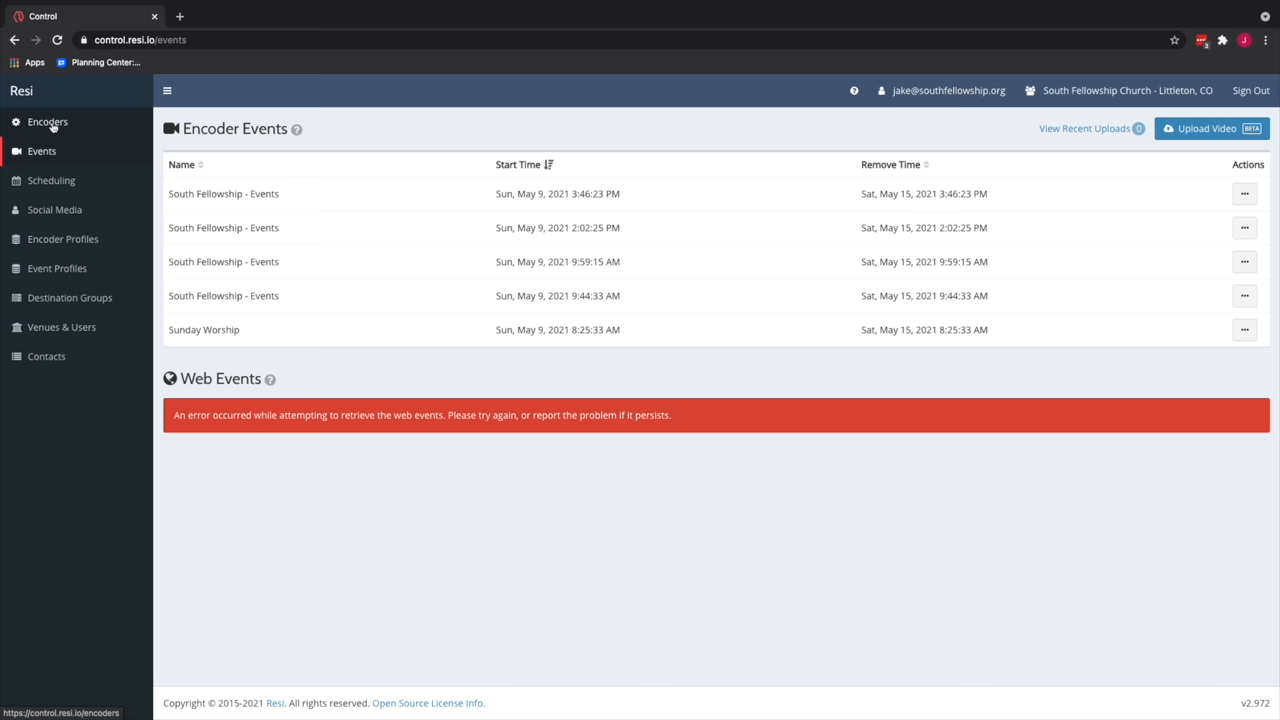 Control
control.resi.io/events
3
J
Apps
Planning Center:...
Resi
jake@southfellowship.org
South Fellowship Church - Littleton, CO
Sign Out
Encoders
Events
Scheduling
Social Media
Encoder Profiles
Event Profiles
Destination Groups
Venues & Users
Contacts
Encoder Events
View Recent Uploads 0
Upload Video BETA
Name Start Time Remove Time Actions
South Fellowship - Events Sun, May 9, 2021 3:46:23 PM Sat, May 15, 2021 3:46:23 PM
South Fellowship - Events Sun, May 9, 2021 2:02:25 PM Sat, May 15, 2021 2:02:25 PM
South Fellowship - Events Sun, May 9, 2021 9:59:15 AM Sat, May 15, 2021 9:59:15 AM
South Fellowship - Events Sun, May 9, 2021 9:44:33 AM Sat, May 15, 2021 9:44:33 AM
Sunday Worship Sun, May 9, 2021 8:25:33 AM Sat, May 15, 2021 8:25:33 AM
Web Events
An error occurred while attempting to retrieve the web events. Please try again, or report the problem if it persists.
Copyright © 2015-2021 Resi. All rights reserved. Open Source License Info.
v2.972
https://control.resi.io/encoders